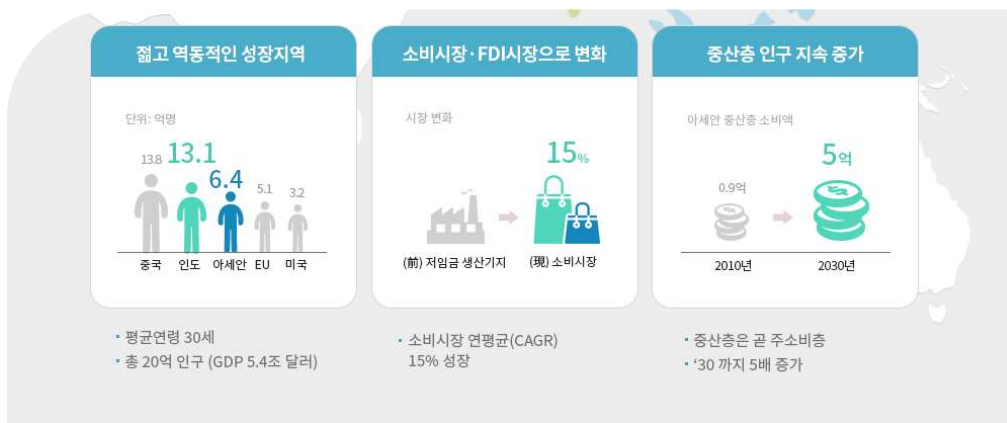 젊고 역동적인 성장지역
단위: 억명
13.8
13.1
6.4
5.1
3.2
중국
인도
아세안
EU
미국
• 평균연령 30세
• 총 20억 인구 (GDP 5.4조 달러)
소비시장·FDI시장으로 변화
시장 변화
15%
(前) 저임금 생산기지
(現) 소비시장
• 소비시장 연평균(CAGR)
15% 성장
중산층 인구 지속 증가
아세안 중산층 소비액
0.9억
5억
2010년
2030년
• 중산층은 곧 주소비층
• ‘30 까지 5배 증가